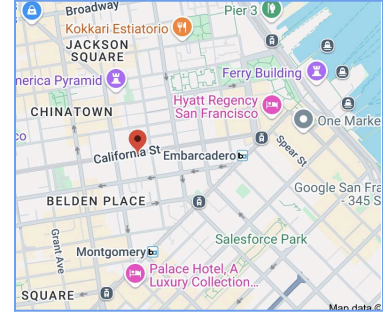 Broadway
Pier 3
Kokkari Estiatorio
JACKSON
SQUARE
merica Pyramid
Ferry Building
Hyatt Regency
San Francisco
CHINATOWN
One Marke
co
California St
Embarcadero
Spear St
Google San Fra
- 345 S
BELDEN PLACE
Grant Ave
Salesforce Park
Montgomery
Palace Hotel, A
Luxury Collection...
SQUARE
Map data ©